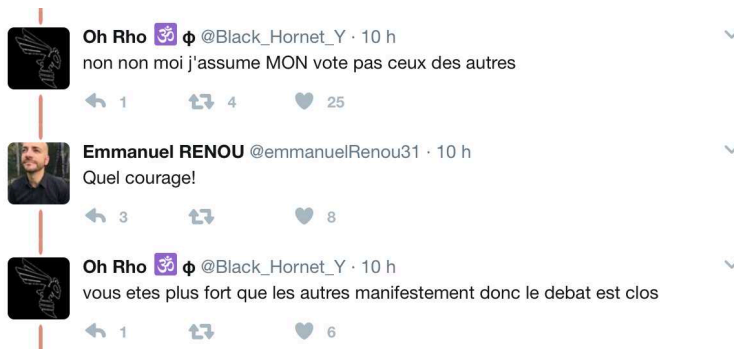 Oh Rho 🕉 ф @Black_Hornet_Y · 10 h
non non moi j'assume MON vote pas ceux des autres
1 4 25
Emmanuel RENOU @emmanuelRenou31 · 10 h
Quel courage!
3 8
Oh Rho 🕉 ф @Black_Hornet_Y · 10 h
vous etes plus fort que les autres manifestement donc le debat est clos
1 6